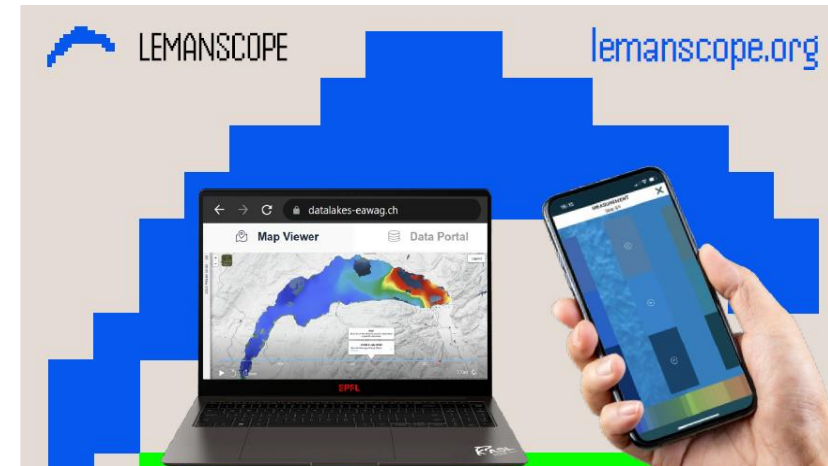 LEMANSCOPE
lemanscope.org
datalakes-eawag.ch
Map Viewer
Data Portal
MEASUREMENT
EPFL